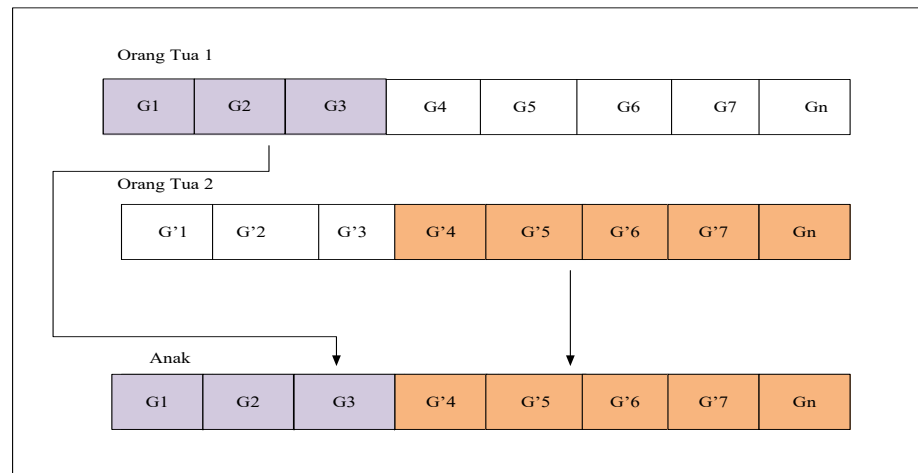 Orang Tua 1
G1 G2 G3 G4 G5 G6 G7 Gn
Orang Tua 2
G’1 G’2 G’3 G’4 G’5 G’6 G’7 Gn
Anak
G1 G2 G3 G’4 G’5 G’6 G’7 Gn